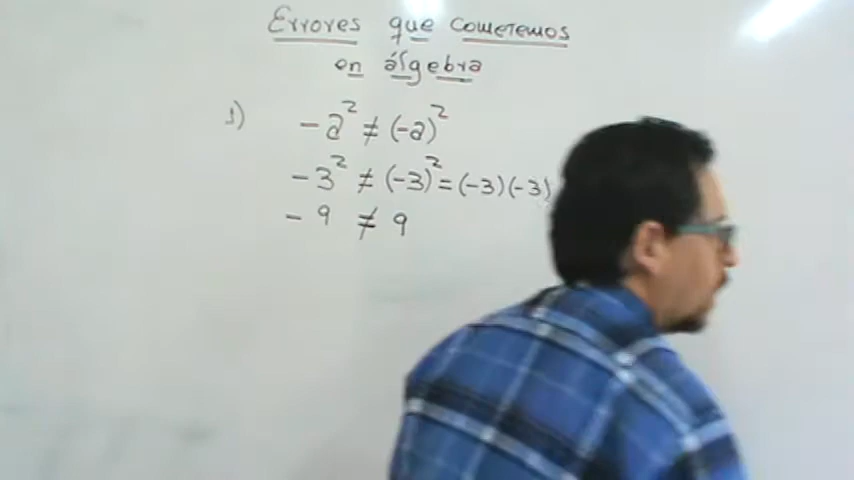 Errores que cometemos
en álgebra
1) -a² ≠ (-a)²
-3² ≠ (-3)² = (-3)(-3)
-9 ≠ 9